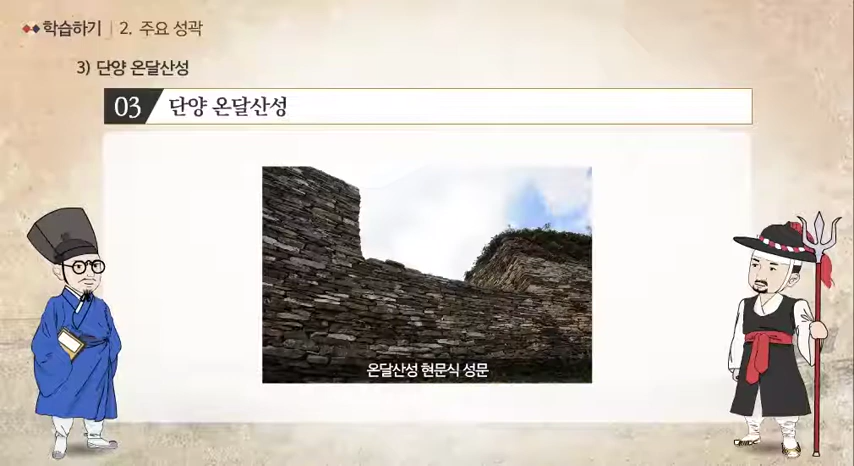 학습하기 | 2. 주요 성곽
3) 단양 온달산성
03 단양 온달산성
온달산성 현문식 성문